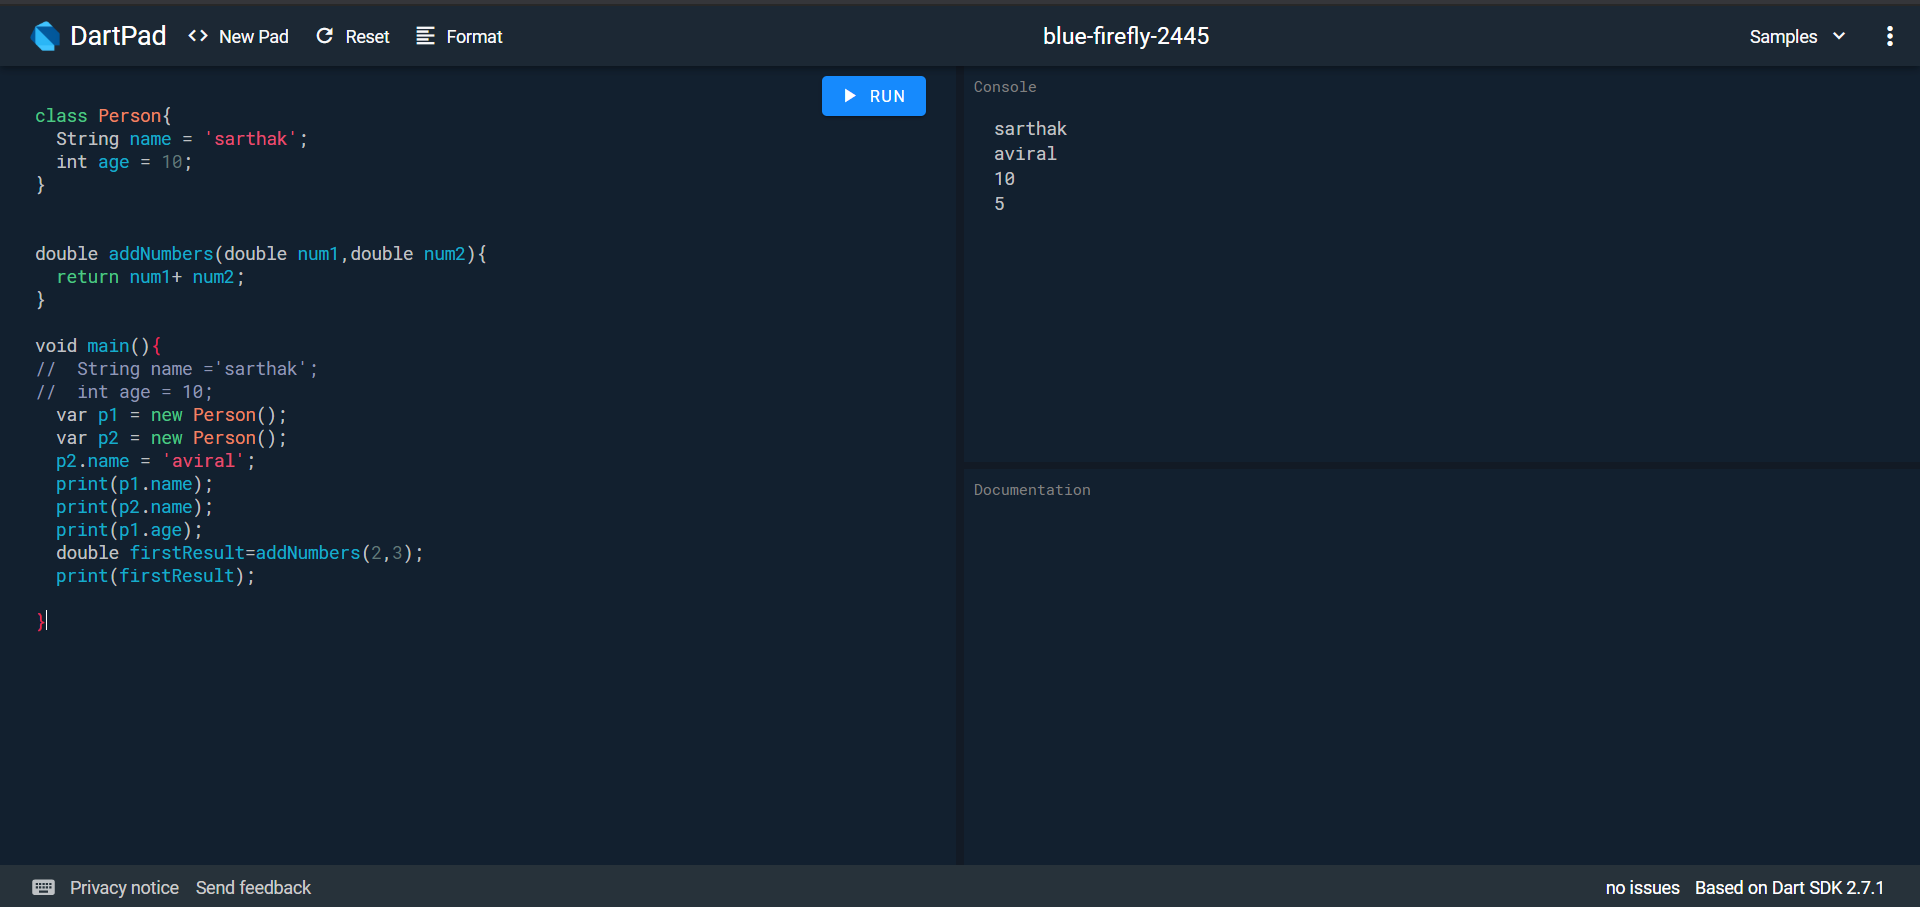 DartPad <> New Pad Reset Format blue-firefly-2445 Samples
RUN
class Person{
  String name = 'sarthak';
  int age = 10;
}
double addNumbers(double num1,double num2){
  return num1+ num2;
}
void main(){
//  String name ='sarthak';
//  int age = 10;
  var p1 = new Person();
  var p2 = new Person();
  p2.name = 'aviral';
  print(p1.name);
  print(p2.name);
  print(p1.age);
  double firstResult=addNumbers(2,3);
  print(firstResult);
}
Console
sarthak
aviral
10
5
Documentation
Privacy notice Send feedback no issues Based on Dart SDK 2.7.1